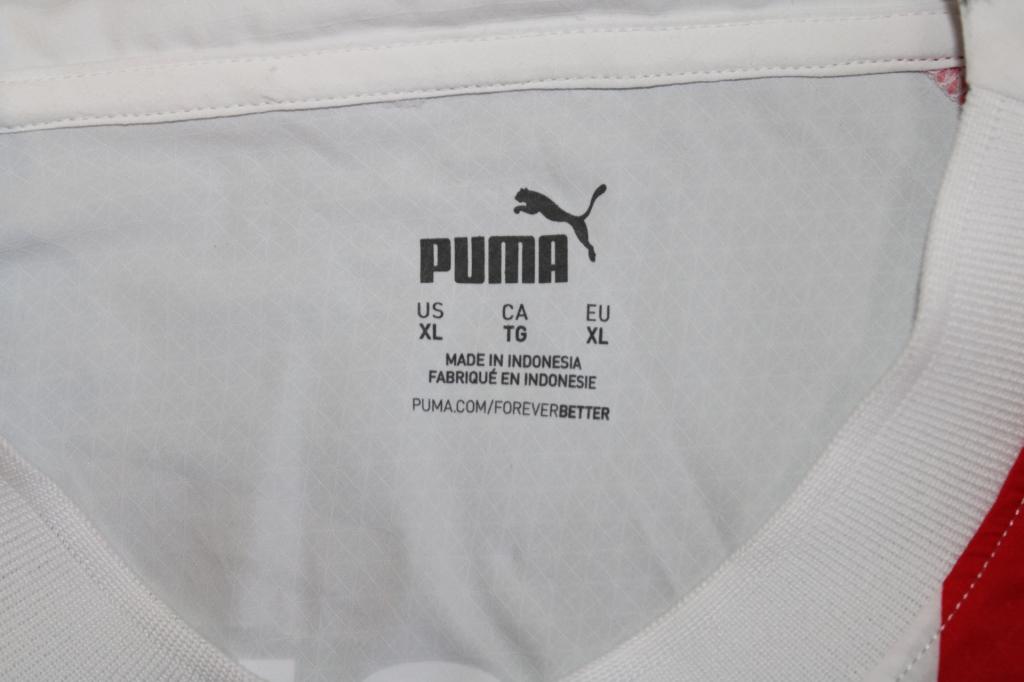 PUMA
US CA EU
XL TG XL
MADE IN INDONESIA
FABRIQUÉ EN INDONESIE
PUMA.COM/FOREVERBETTER